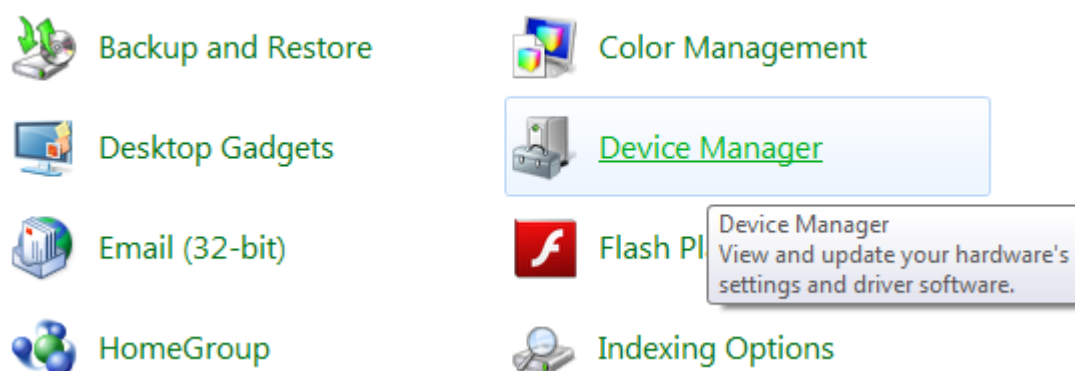 Backup and Restore
Color Management
Desktop Gadgets
Device Manager
Email (32-bit)
Flash Pl
Device Manager
View and update your hardware's
settings and driver software.
HomeGroup
Indexing Options